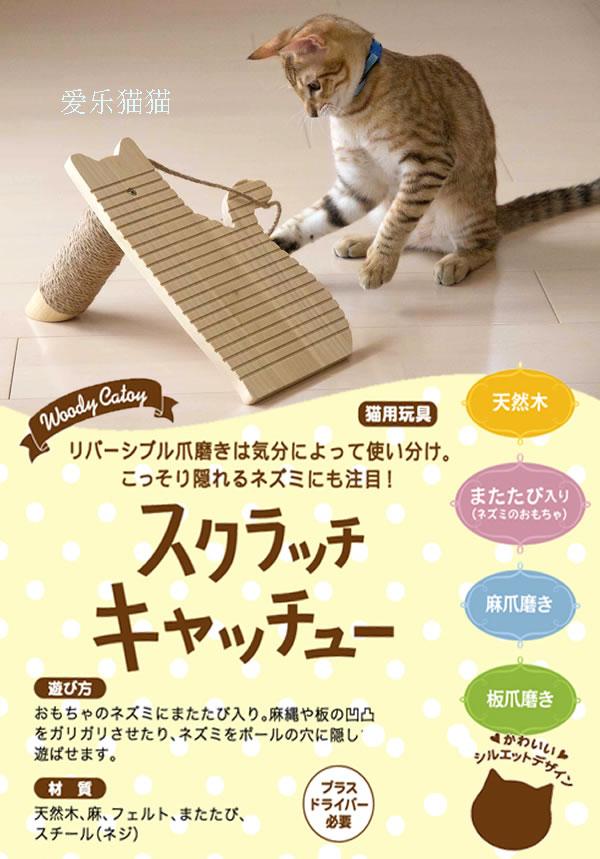 爱乐猫猫
Woody Catoy
猫用玩具
リバーシブル爪磨きは気分によって使い分け。
こっそり隠れるネズミにも注目！
スクラッチ
キャッチュー
天然木
またたび入り
（ネズミのおもちゃ）
麻爪磨き
板爪磨き
かわいい
シルエットデザイン
遊び方
おもちゃのネズミにまたたび入り。麻縄や板の凹凸
をガリガリさせたり、ネズミをポールの穴に隠し
遊ばせます。
材質
天然木、麻、フェルト、またたび、
スチール（ネジ）
プラス
ドライバー
必要